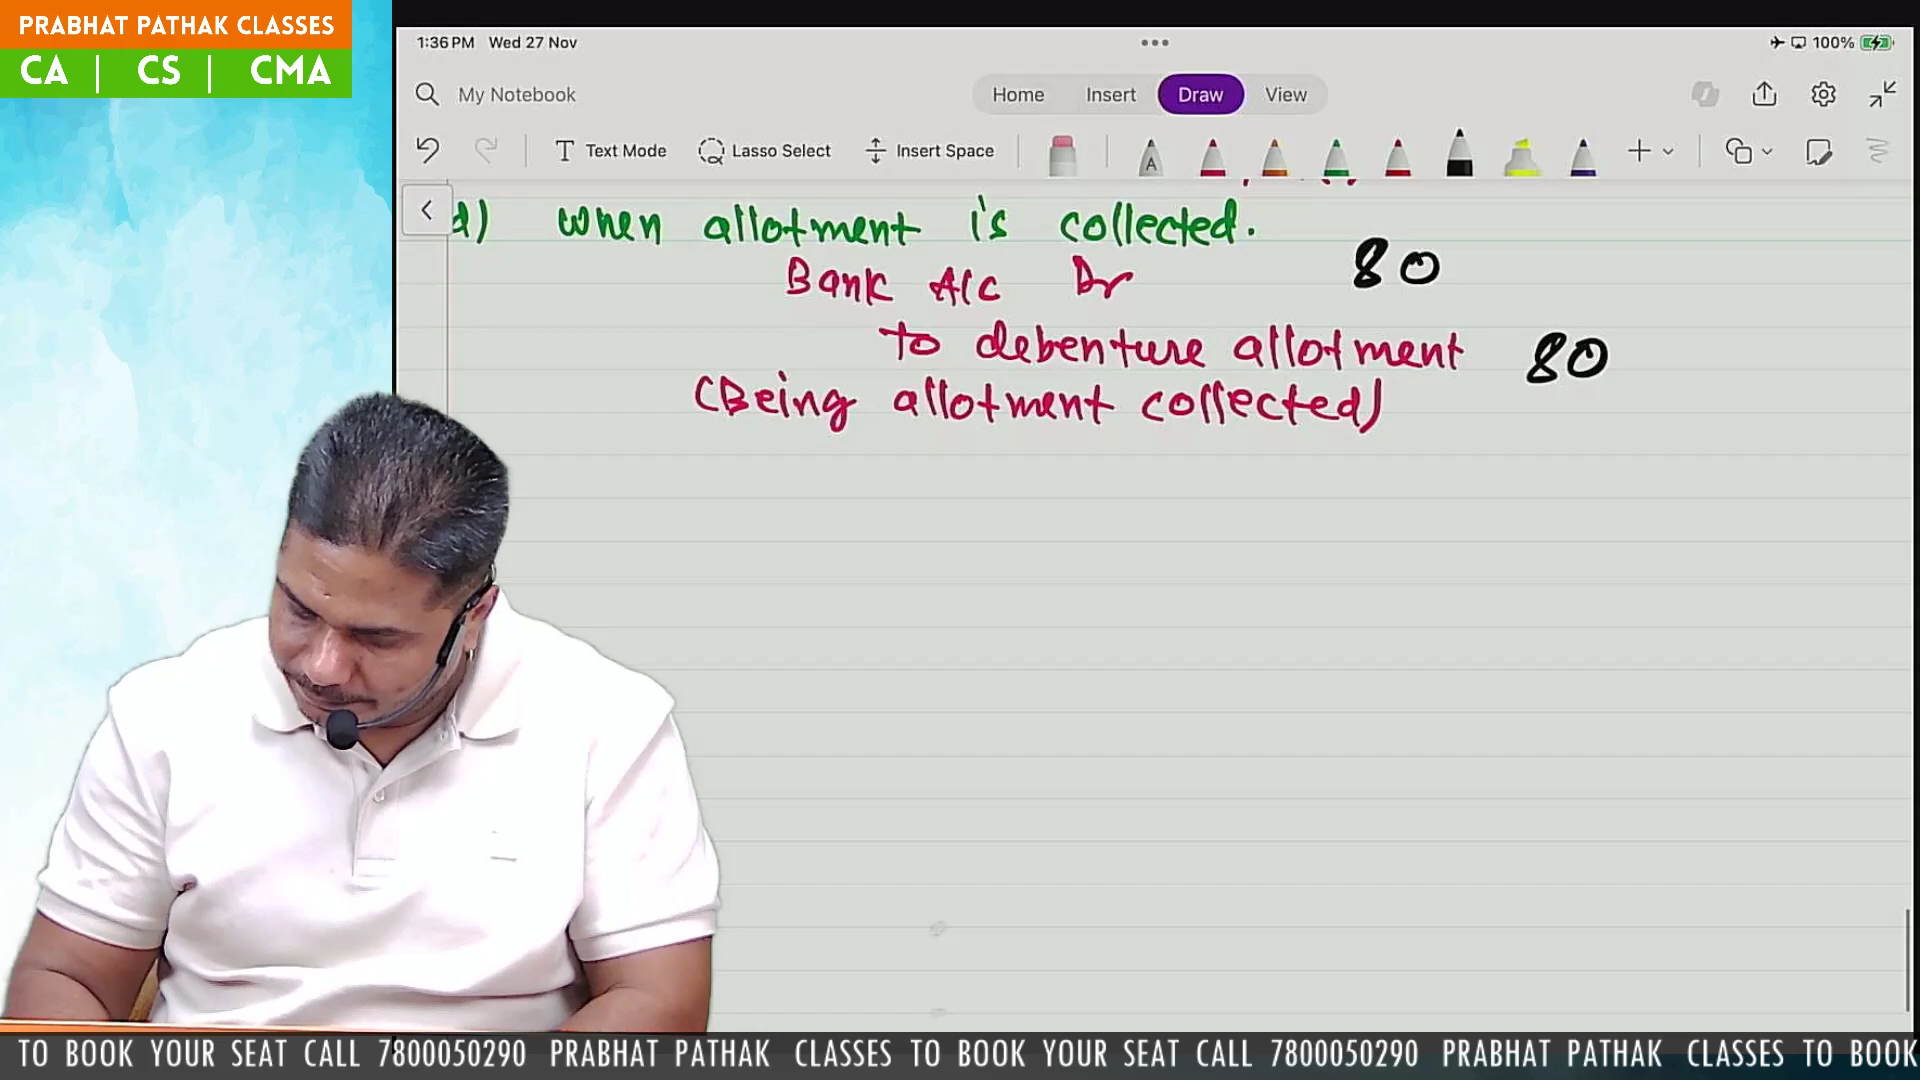 PRABHAT PATHAK CLASSES
CA | CS | CMA
1:36 PM Wed 27 Nov
100%
My Notebook
Home Insert Draw View
Text Mode Lasso Select Insert Space
A
d) when allotment is collected.
Bank A/c Dr 80
to debenture allotment 80
(Being allotment collected)
TO BOOK YOUR SEAT CALL 7800050290 PRABHAT PATHAK CLASSES TO BOOK YOUR SEAT CALL 7800050290 PRABHAT PATHAK CLASSES TO BOOK